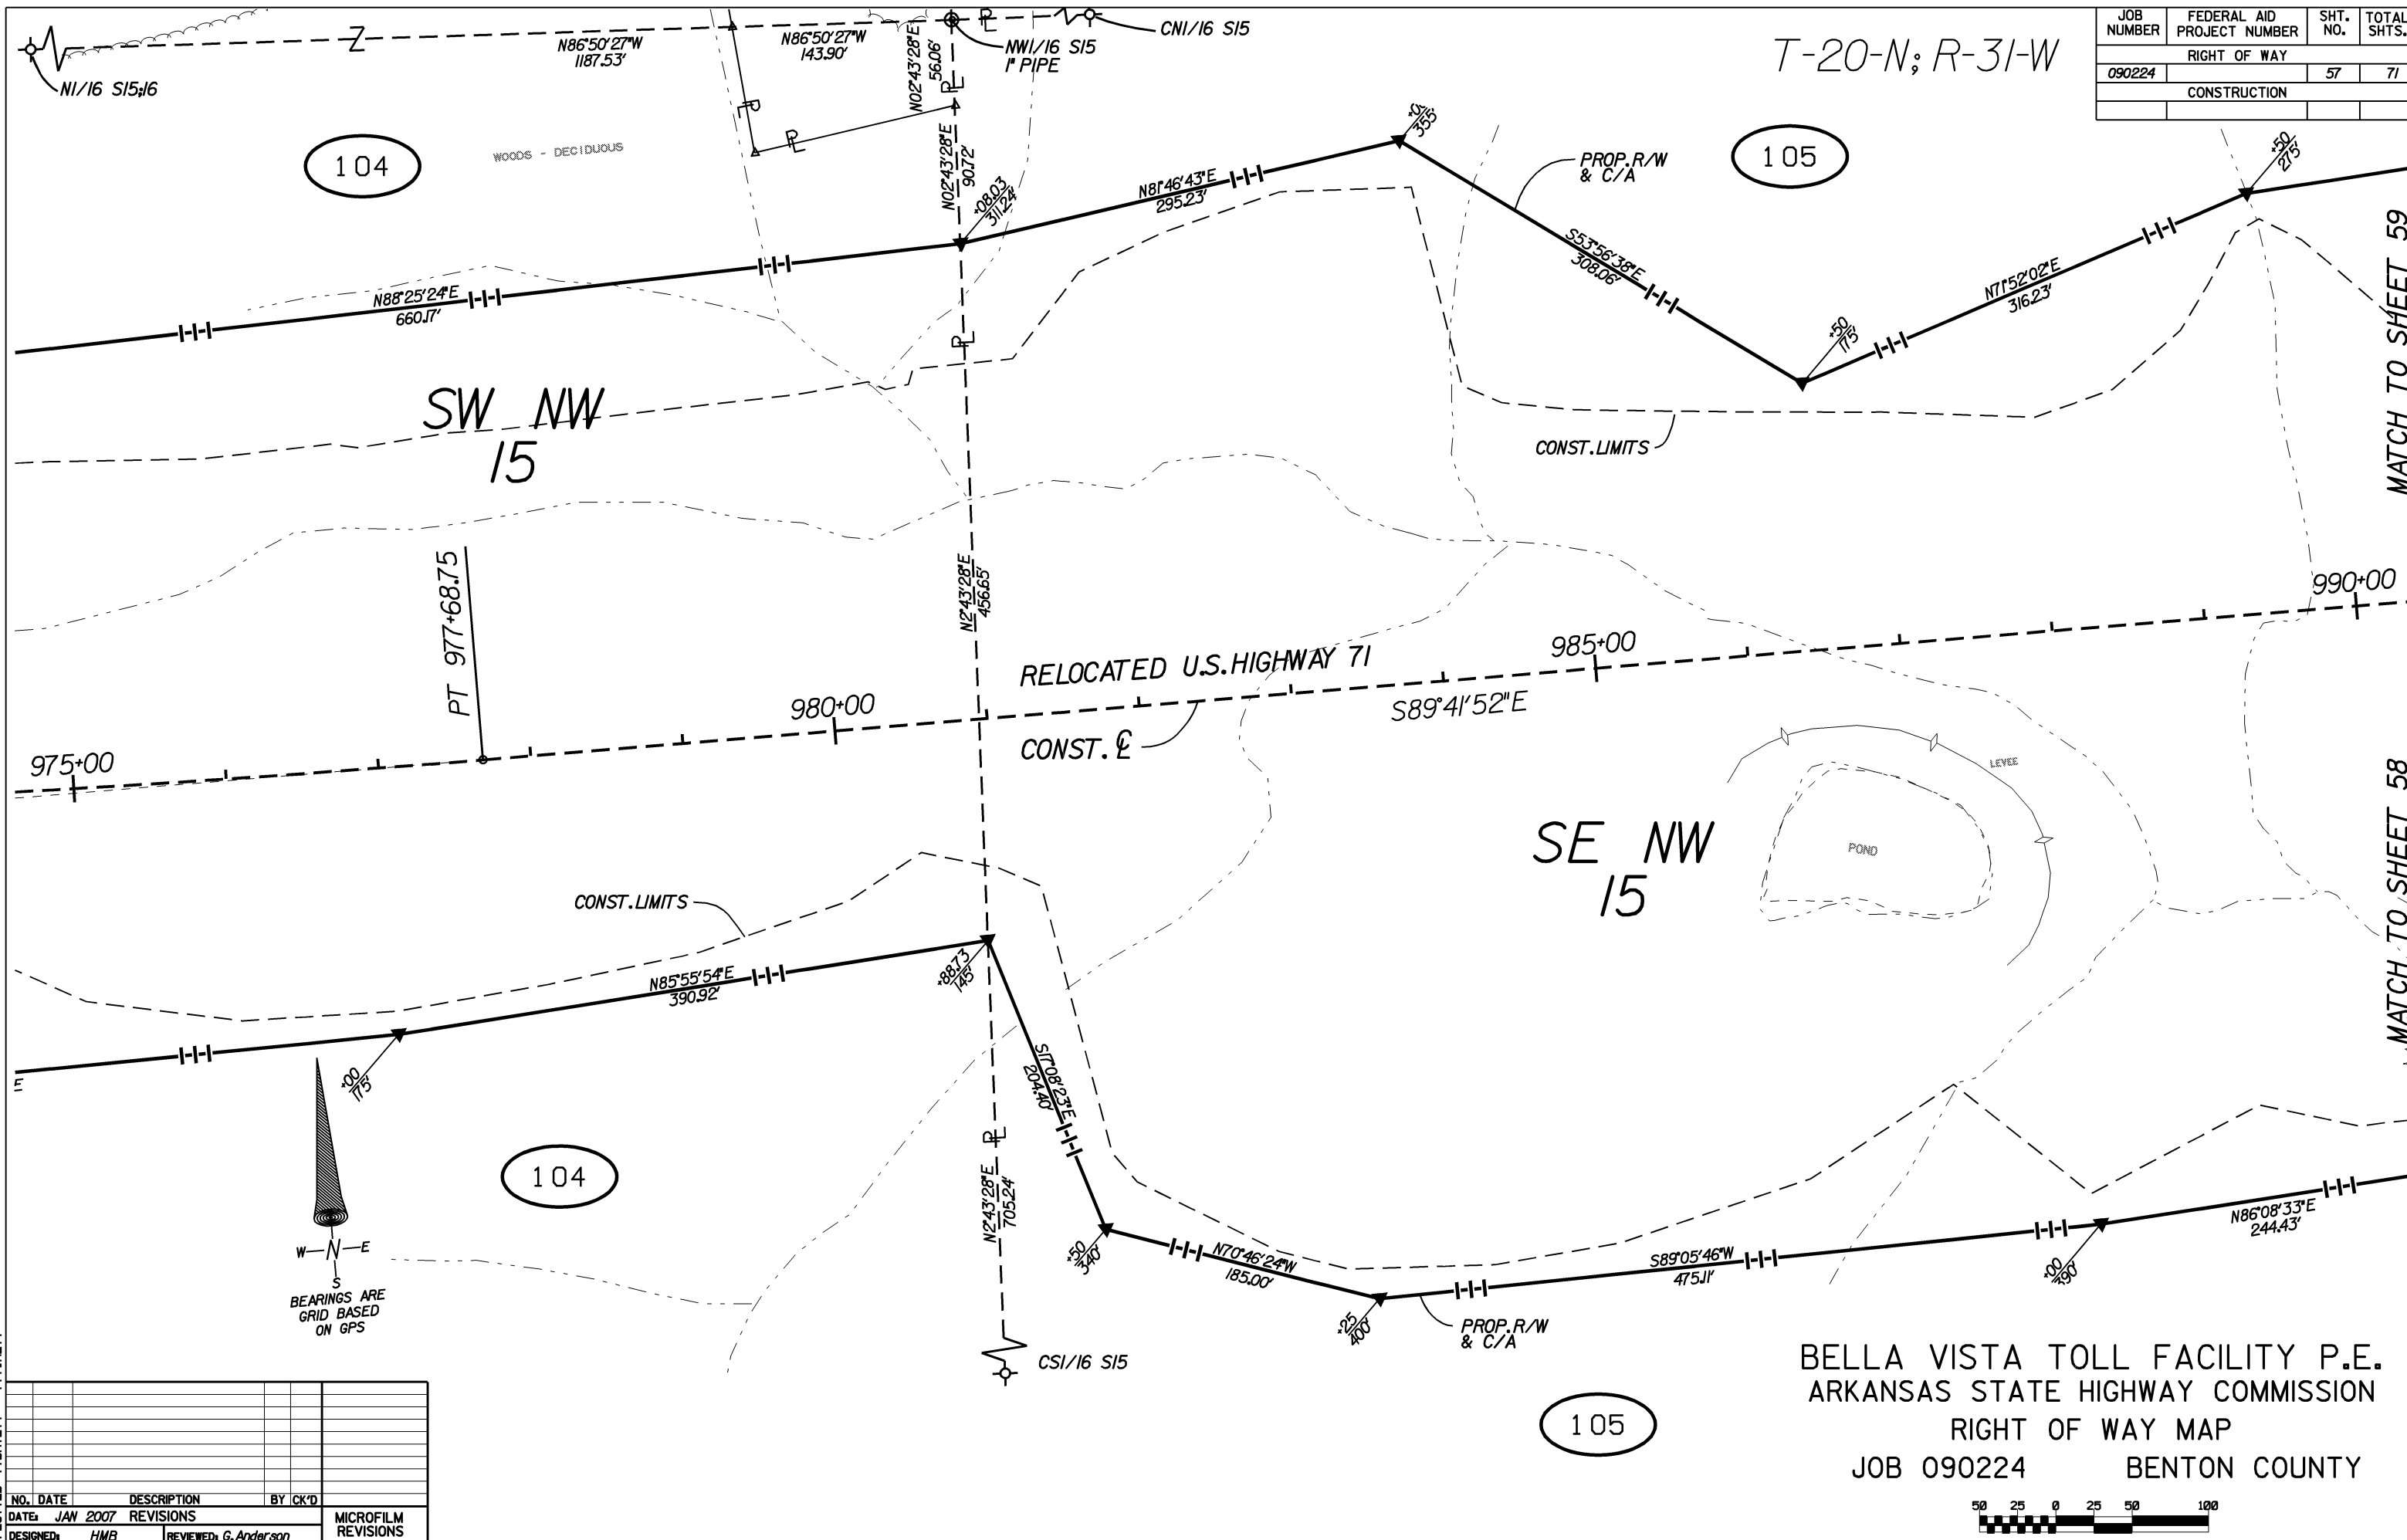 JOB NUMBER
FEDERAL AID PROJECT NUMBER
SHT. NO.
TOTAL SHTS.
RIGHT OF WAY
090224
57
71
CONSTRUCTION
T-20-N; R-31-W
N1/16 S15;16
Z
N86°50'27"W
1187.53'
N86°50'27"W
143.90'
N02°43'28"E
56.06'
PL
NW1/16 S15
1" PIPE
CN1/16 S15
PL
PL
PL
104
WOODS - DECIDUOUS
N02°43'28"E
90.72'
+08.03
311.24'
N81°46'43"E
295.23'
355'
PROP. R/W
& C/A
105
+50
275'
N88°25'24"E
660.17'
S53°56'38"E
308.06'
N71°52'02"E
316.23'
+50
175'
PL
MATCH TO SHEET 59
SW NW
15
CONST. LIMITS
PT 977+68.75
N2°43'28"E
456.65'
990+00
RELOCATED U.S. HIGHWAY 71
985+00
980+00
S89°41'52"E
CONST. CL
975+00
LEVEE
POND
SE NW
15
MATCH TO SHEET 58
CONST. LIMITS
N85°55'54"E
390.92'
+88.73
145'
+00
175'
E
S17°08'23"E
204.40'
PL
104
N2°43'28"E
705.24'
W N E
S
BEARINGS ARE
GRID BASED
ON GPS
+50
340'
N70°46'24"W
185.00'
S89°05'46"W
475.11'
+00
390'
N86°08'33"E
244.43'
+25
400'
PROP. R/W
& C/A
CS1/16 S15
105
BELLA VISTA TOLL FACILITY P.E.
ARKANSAS STATE HIGHWAY COMMISSION
RIGHT OF WAY MAP
JOB 090224 BENTON COUNTY
50 25 0 25 50 100
NO. DATE DESCRIPTION BY CK'D
DATE: JAN 2007 REVISIONS
MICROFILM
REVISIONS
DESIGNED: HMB REVIEWED: G. Anderson